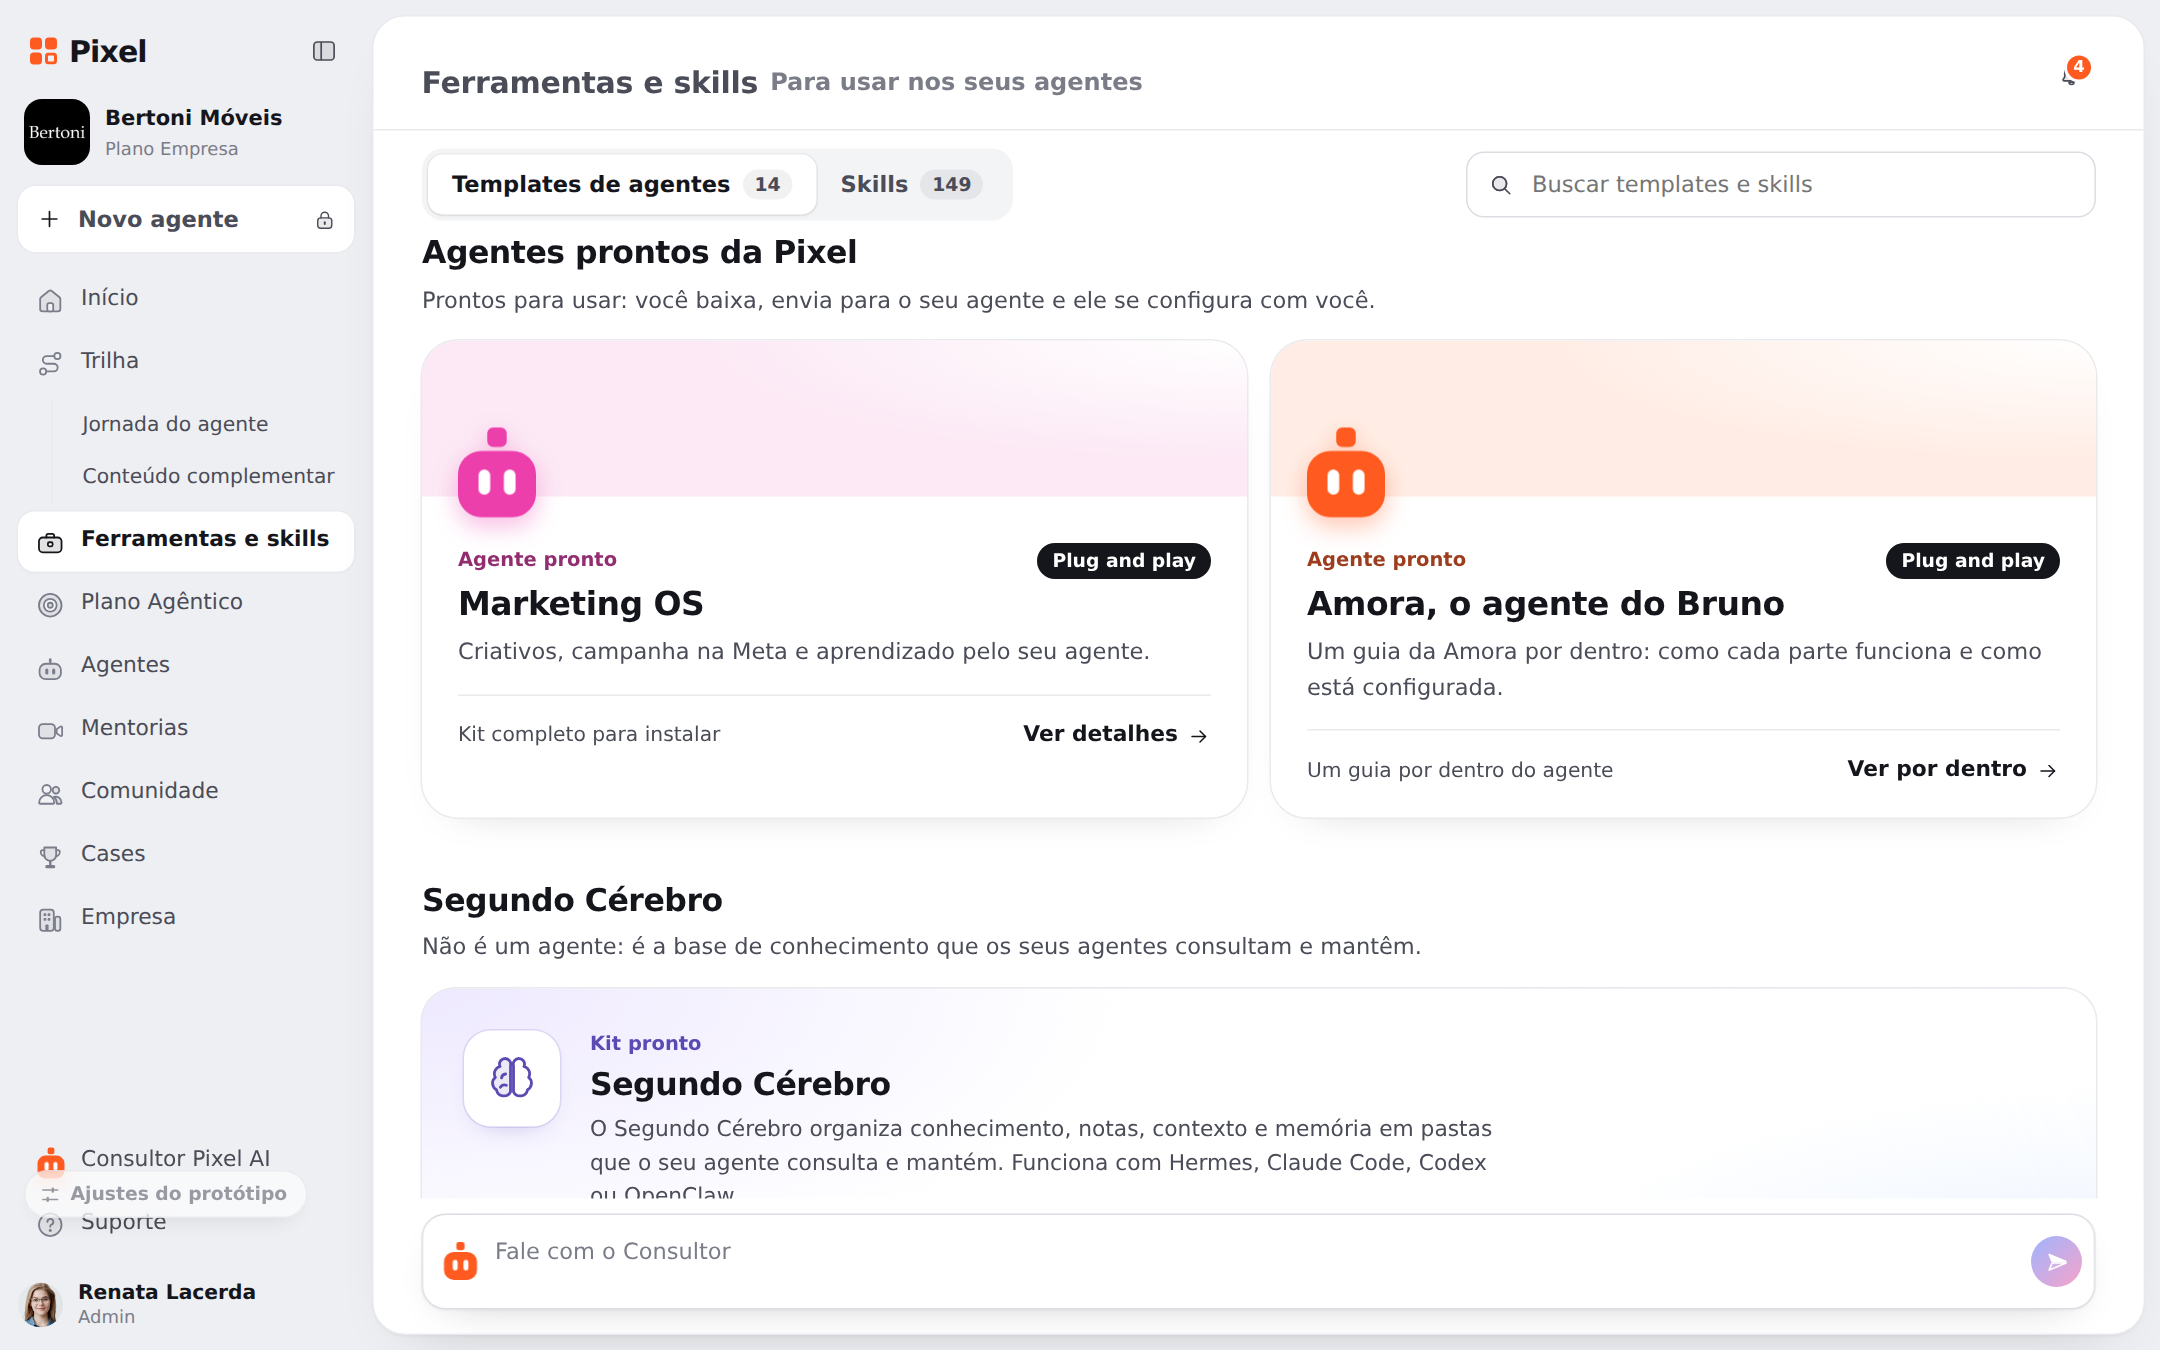 Pixel
Bertoni
Bertoni Móveis
Plano Empresa
Novo agente
Início
Trilha
Jornada do agente
Conteúdo complementar
Ferramentas e skills
Plano Agêntico
Agentes
Mentorias
Comunidade
Cases
Empresa
Consultor Pixel AI
Ajustes do protótipo
Suporte
Renata Lacerda
Admin
Ferramentas e skills Para usar nos seus agentes
4
Templates de agentes 14 Skills 149
Buscar templates e skills
Agentes prontos da Pixel
Prontos para usar: você baixa, envia para o seu agente e ele se configura com você.
Agente pronto
Plug and play
Marketing OS
Criativos, campanha na Meta e aprendizado pelo seu agente.
Kit completo para instalar
Ver detalhes →
Agente pronto
Plug and play
Amora, o agente do Bruno
Um guia da Amora por dentro: como cada parte funciona e como
está configurada.
Um guia por dentro do agente
Ver por dentro →
Segundo Cérebro
Não é um agente: é a base de conhecimento que os seus agentes consultam e mantêm.
Kit pronto
Segundo Cérebro
O Segundo Cérebro organiza conhecimento, notas, contexto e memória em pastas
que o seu agente consulta e mantém. Funciona com Hermes, Claude Code, Codex
ou OpenClaw
Fale com o Consultor